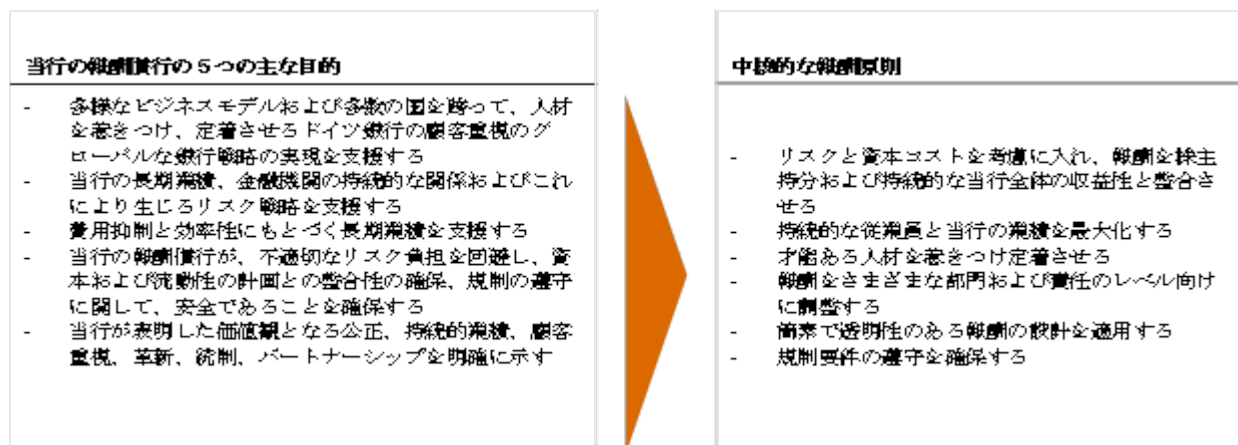 当行の報酬慣行の５つの主な目的
- 多様なビジネスモデルおよび多数の国を跨って、人材
を惹きつけ、定着させるドイツ銀行の顧客重視のグ
ローバルな銀行戦略の実現を支援する
- 当行の長期業績、金融機関の持続的な関係およびこれ
により生じるリスク戦略を支援する
- 費用抑制と効率性にもとづく長期業績を支援する
- 当行の報酬慣行が、不適切なリスク負担を回避し、資
本および流動性の計画との整合性の確保、規制の遵守
に関して、安全であることを確保する
- 当行が表明した価値観となる公正、持続的業績、顧客
重視、革新、統制、パートナーシップを明確に示す
中核的な報酬原則
- リスクと資本コストを考慮に入れ、報酬を株主
持分および持続的な当行全体の収益性と整合さ
せる
- 持続的な従業員と当行の業績を最大化する
- 才能ある人材を惹きつけ定着させる
- 報酬をさまざまな部門および責任のレベル向け
に調整する
- 簡素で透明性のある報酬の設計を適用する
- 規制要件の遵守を確保する